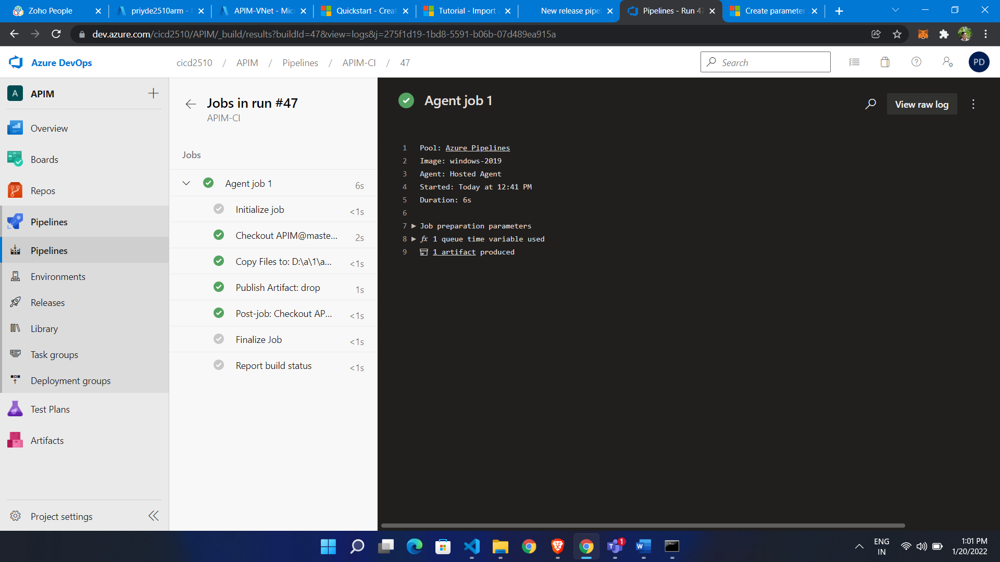 Zoho People
priyde2510arm -
APIM-VNet - Mic
Quickstart - Creat
Tutorial - Import
New release pipel
Pipelines - Run 47
Create parameter
dev.azure.com/cicd2510/APIM/_build/results?buildId=47&view=logs&j=275f1d19-1bd8-5591-b06b-07d489ea915a
Azure DevOps
cicd2510 / APIM / Pipelines / APIM-CI / 47
Search
PD
A APIM
Overview
Boards
Repos
Pipelines
Pipelines
Environments
Releases
Library
Task groups
Deployment groups
Test Plans
Artifacts
Project settings
Jobs in run #47
APIM-CI
Jobs
Agent job 1 6s
Initialize job <1s
Checkout APIM@maste... 2s
Copy Files to: D:\a\1\a... <1s
Publish Artifact: drop 1s
Post-job: Checkout AP... <1s
Finalize Job <1s
Report build status <1s
Agent job 1
View raw log
1 Pool: Azure Pipelines
2 Image: windows-2019
3 Agent: Hosted Agent
4 Started: Today at 12:41 PM
5 Duration: 6s
6
7 Job preparation parameters
8 fx 1 queue time variable used
9 1 artifact produced
1
ENG
IN
1:01 PM
1/20/2022